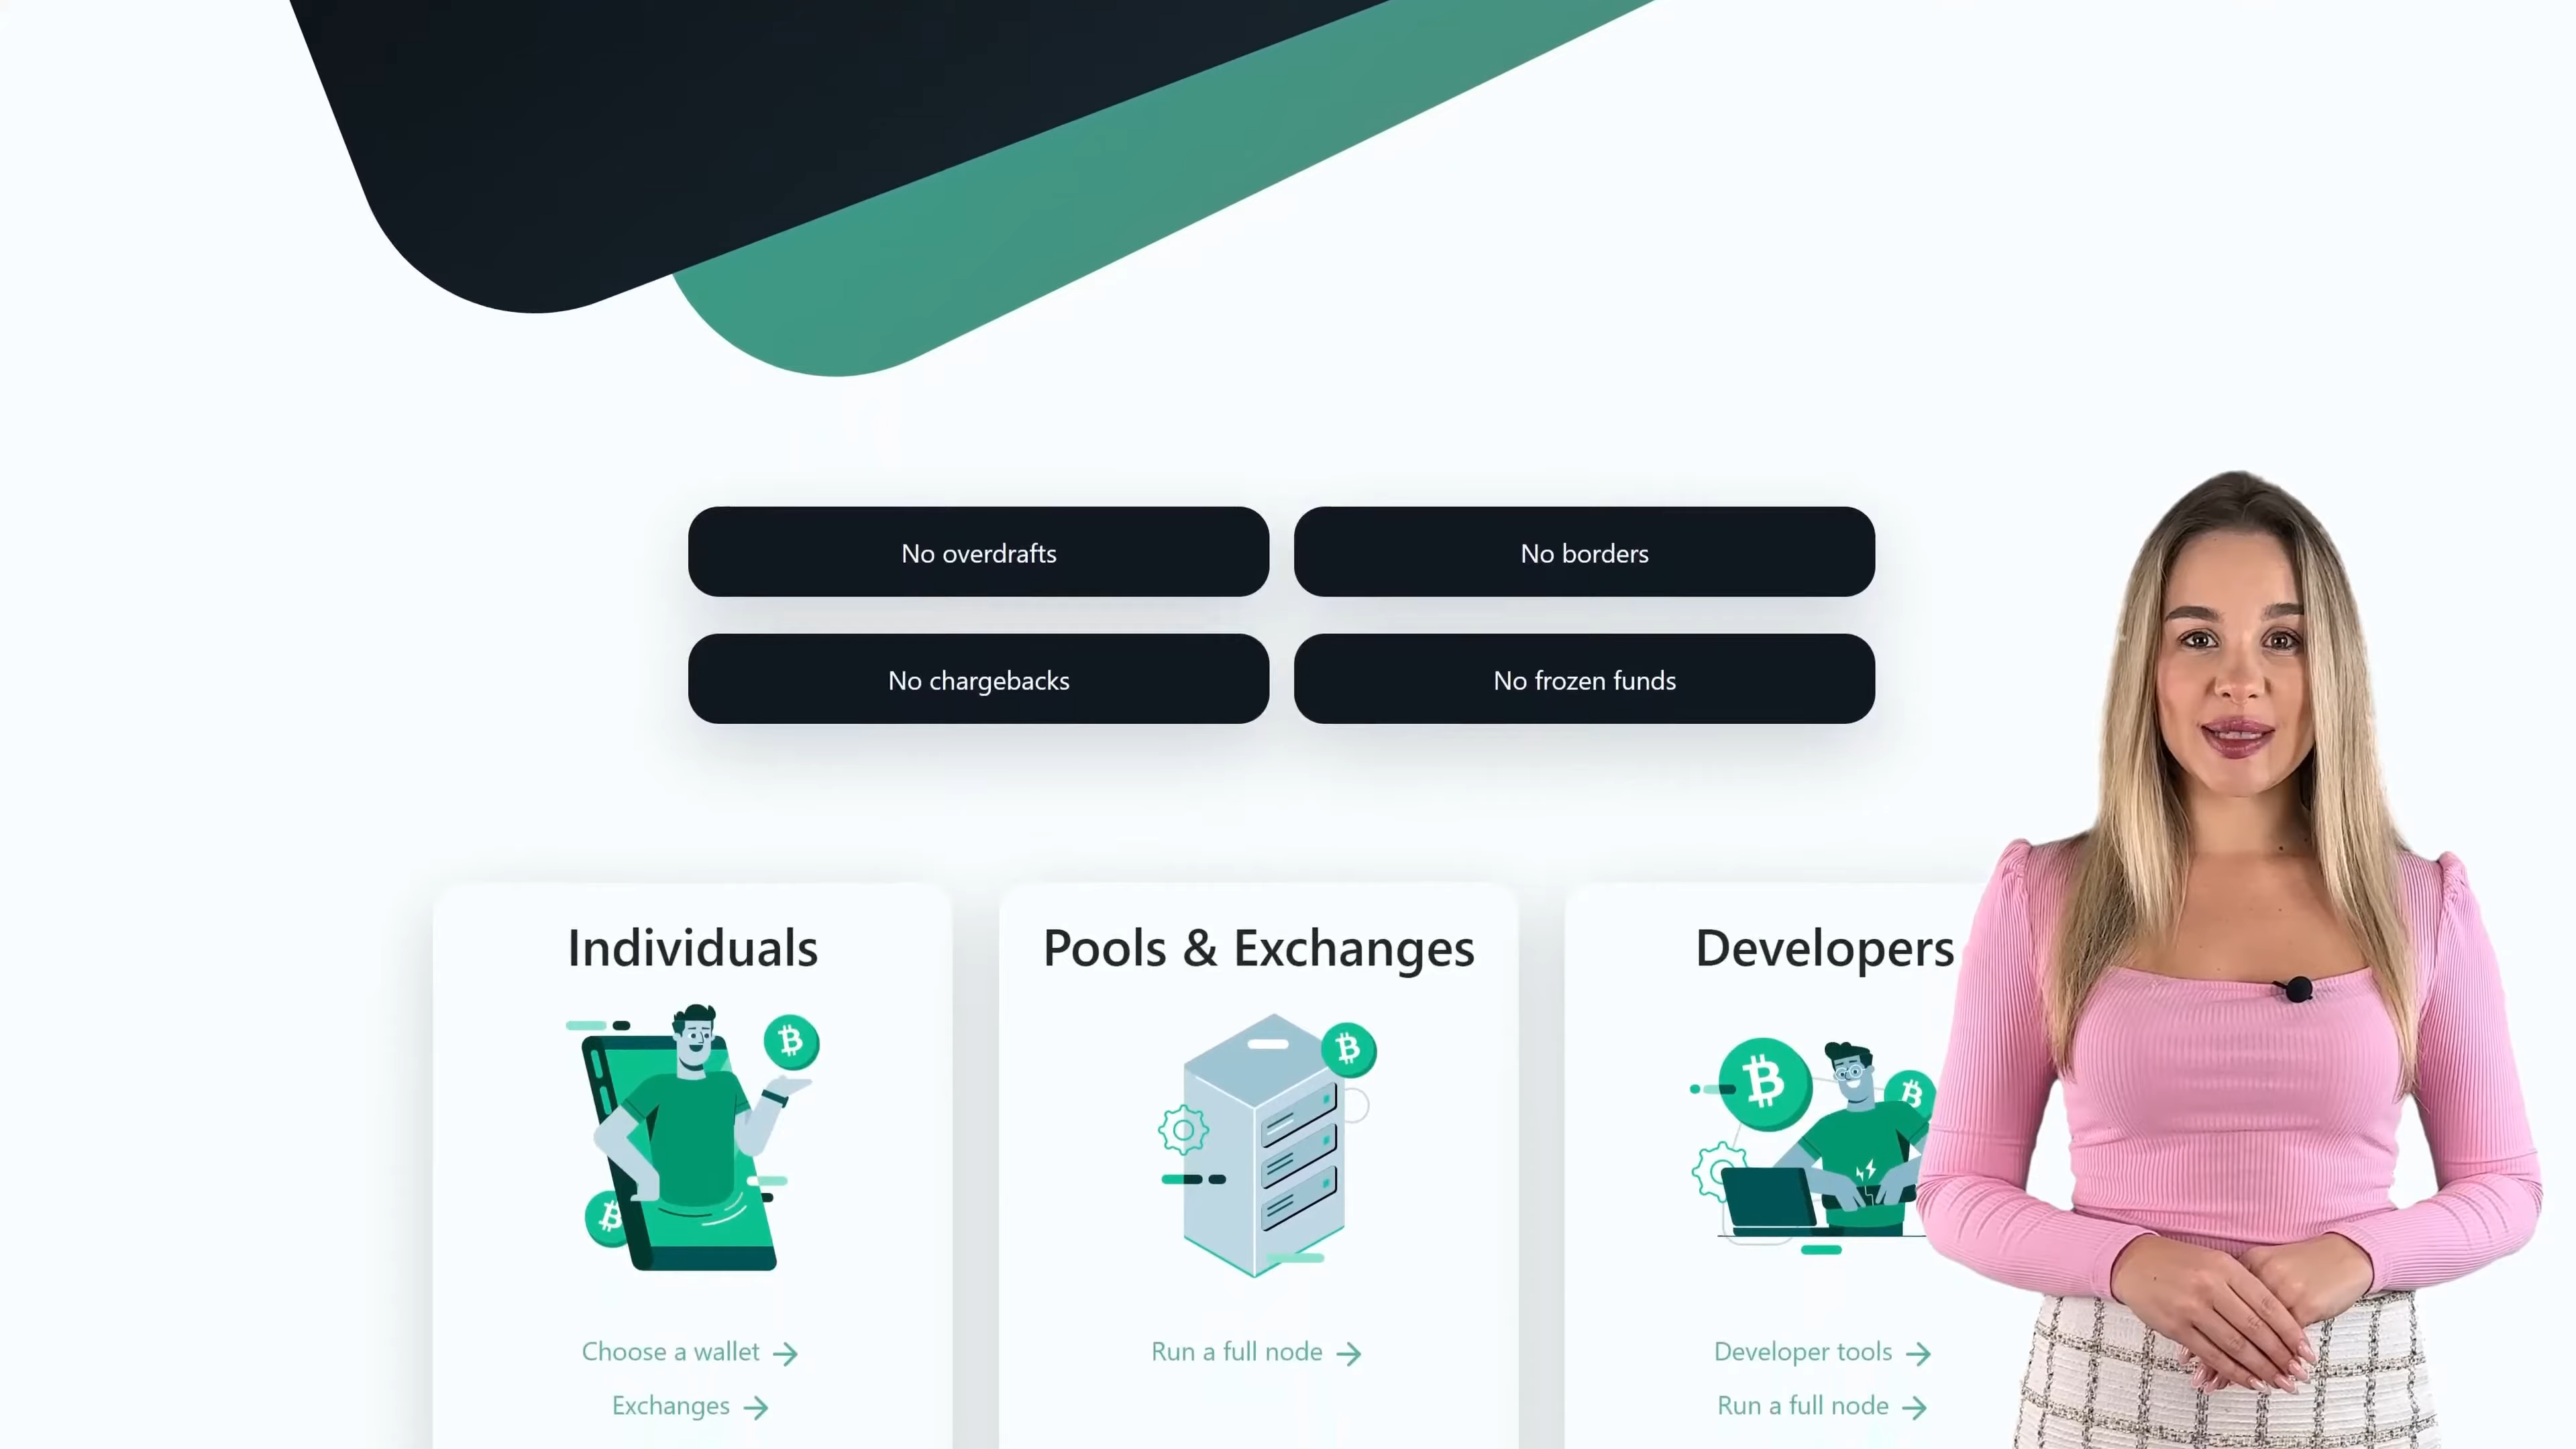 No overdrafts
No borders
No chargebacks
No frozen funds
Individuals
Pools & Exchanges
Developers
Choose a wallet
Exchanges
Run a full node
Developer tools
Run a full node